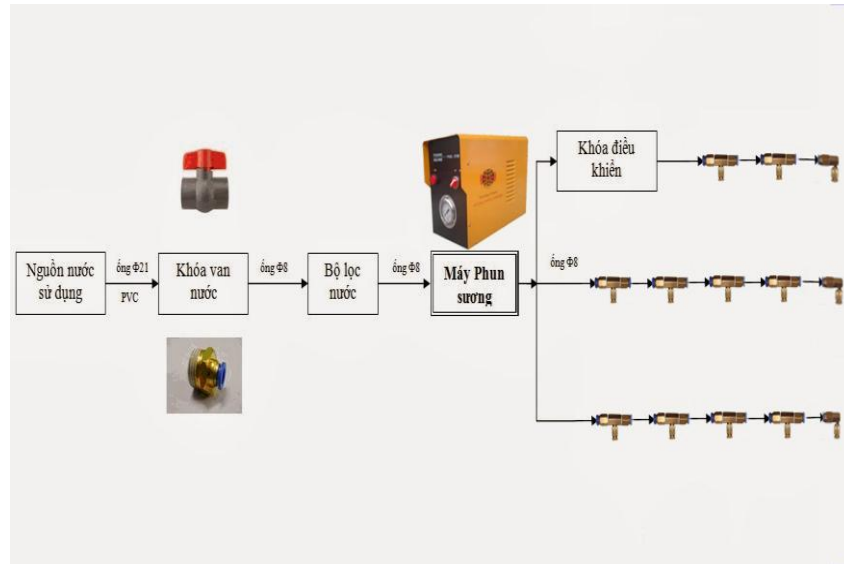 Khóa điều
khiển
Nguồn nước
sử dụng
ống Φ21
PVC
Khóa van
nước
ống Φ8
Bộ lọc
nước
ống Φ8
Máy Phun
sương
ống Φ8